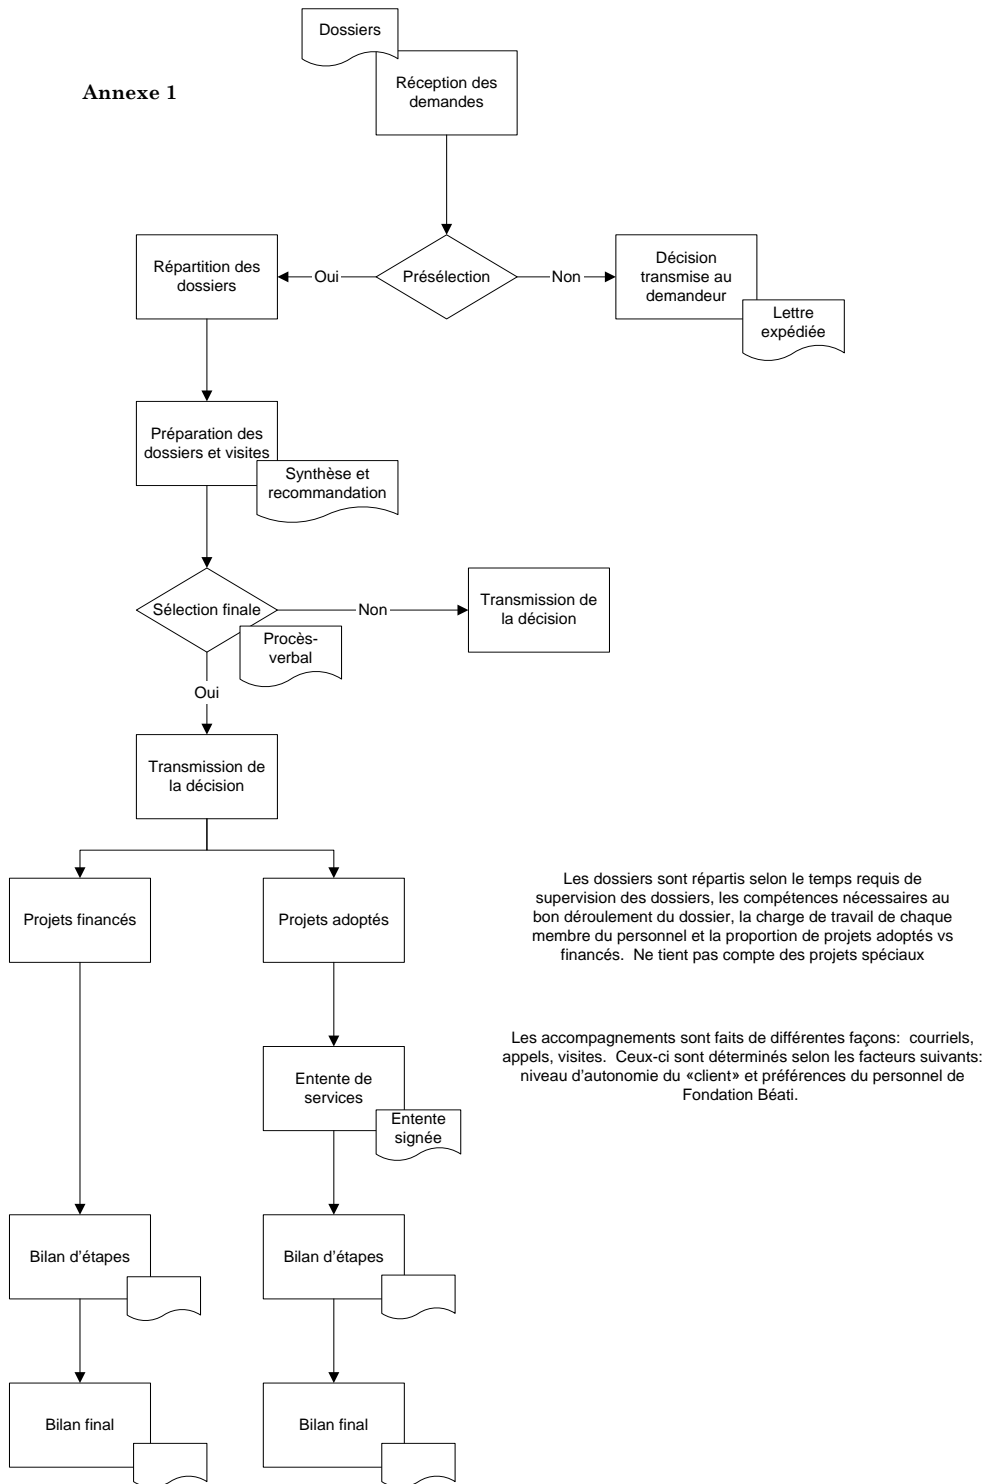 Dossiers
Annexe 1
Réception des
demandes
Répartition des
dossiers
Oui
Présélection
Non
Décision
transmise au
demandeur
Lettre
expédiée
Préparation des
dossiers et visites
Synthèse et
recommandation
Sélection finale
Non
Transmission de
la décision
Procès-
verbal
Oui
Transmission de
la décision
Projets financés
Projets adoptés
Les dossiers sont répartis selon le temps requis de
supervision des dossiers, les compétences nécessaires au
bon déroulement du dossier, la charge de travail de chaque
membre du personnel et la proportion de projets adoptés vs
financés.  Ne tient pas compte des projets spéciaux
Les accompagnements sont faits de différentes façons:  courriels,
appels, visites.  Ceux-ci sont déterminés selon les facteurs suivants:
niveau d'autonomie du «client» et préférences du personnel de
Fondation Béati.
Entente de
services
Entente
signée
Bilan d'étapes
Bilan d'étapes
Bilan final
Bilan final